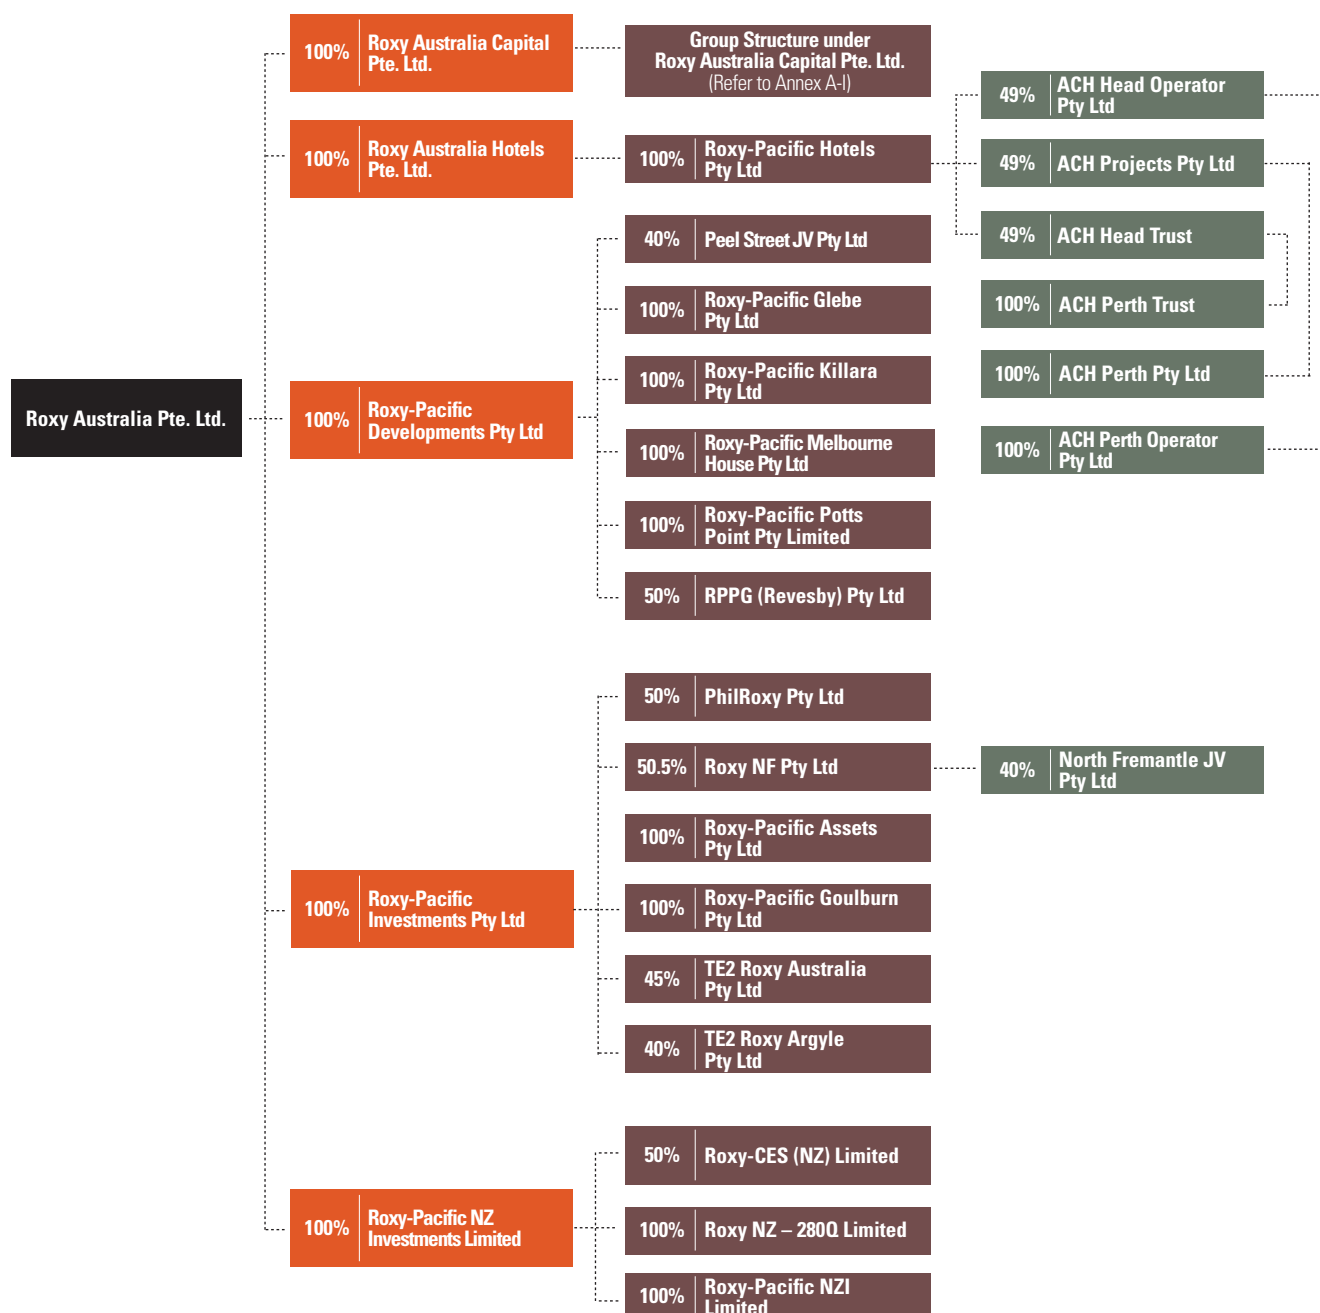 Roxy Australia Pte. Ltd.
100%
Roxy Australia Capital
Pte. Ltd.
100%
Roxy Australia Hotels
Pte. Ltd.
100%
Roxy-Pacific
Developments Pty Ltd
100%
Roxy-Pacific
Investments Pty Ltd
100%
Roxy-Pacific NZ
Investments Limited
Group Structure under
Roxy Australia Capital Pte. Ltd.
(Refer to Annex A-I)
100%
Roxy-Pacific Hotels
Pty Ltd
40%
Peel Street JV Pty Ltd
100%
Roxy-Pacific Glebe
Pty Ltd
100%
Roxy-Pacific Killara
Pty Ltd
100%
Roxy-Pacific Melbourne
House Pty Ltd
100%
Roxy-Pacific Potts
Point Pty Limited
50%
RPPG (Revesby) Pty Ltd
50%
PhilRoxy Pty Ltd
50.5%
Roxy NF Pty Ltd
100%
Roxy-Pacific Assets
Pty Ltd
100%
Roxy-Pacific Goulburn
Pty Ltd
45%
TE2 Roxy Australia
Pty Ltd
40%
TE2 Roxy Argyle
Pty Ltd
50%
Roxy-CES (NZ) Limited
100%
Roxy NZ – 280Q Limited
100%
Roxy-Pacific NZI
Limited
49%
ACH Head Operator
Pty Ltd
49%
ACH Projects Pty Ltd
49%
ACH Head Trust
100%
ACH Perth Trust
100%
ACH Perth Pty Ltd
100%
ACH Perth Operator
Pty Ltd
40%
North Fremantle JV
Pty Ltd